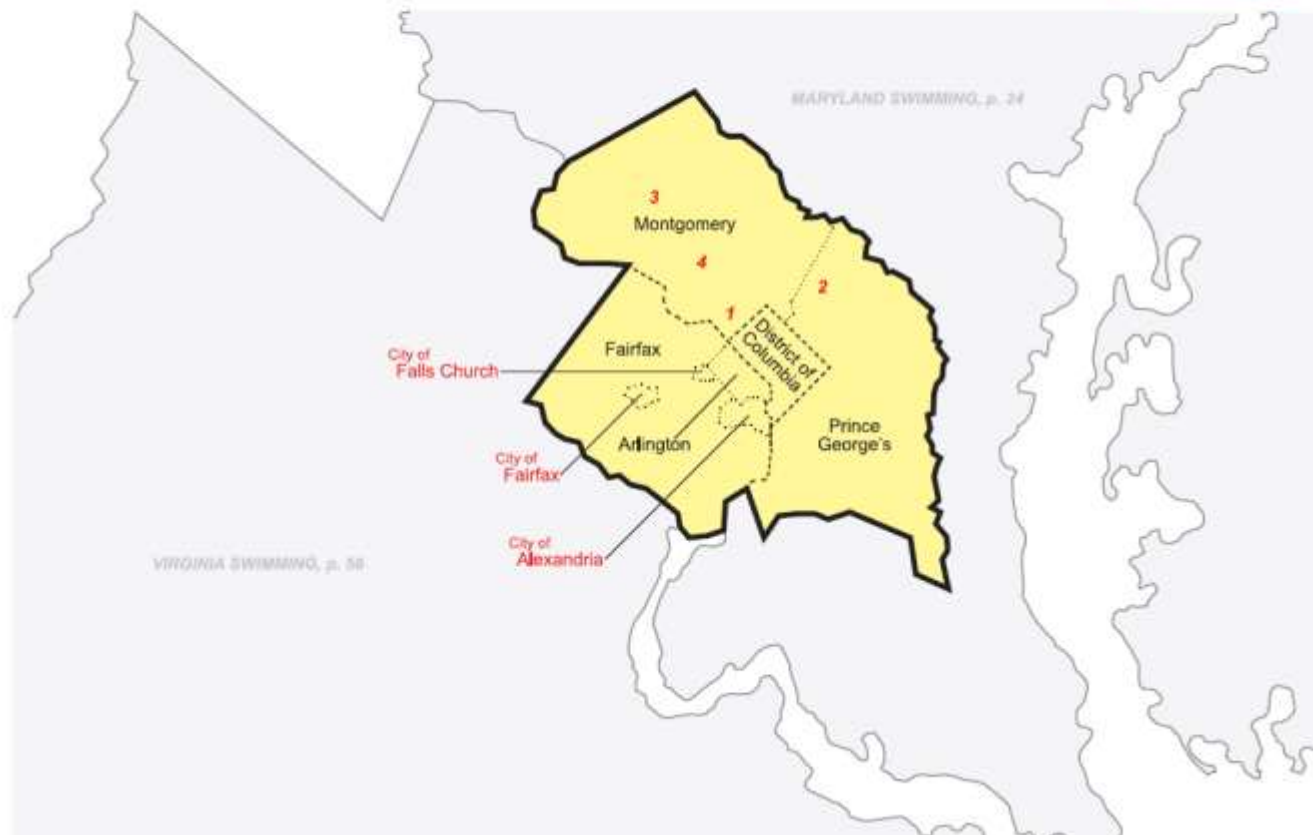 MARYLAND SWIMMING, p. 24
3
Montgomery
4
2
1
District of
Columbia
Fairfax
City of
Falls Church
Prince
George's
Arlington
City of
Fairfax
City of
Alexandria
VIRGINIA SWIMMING, p. 56